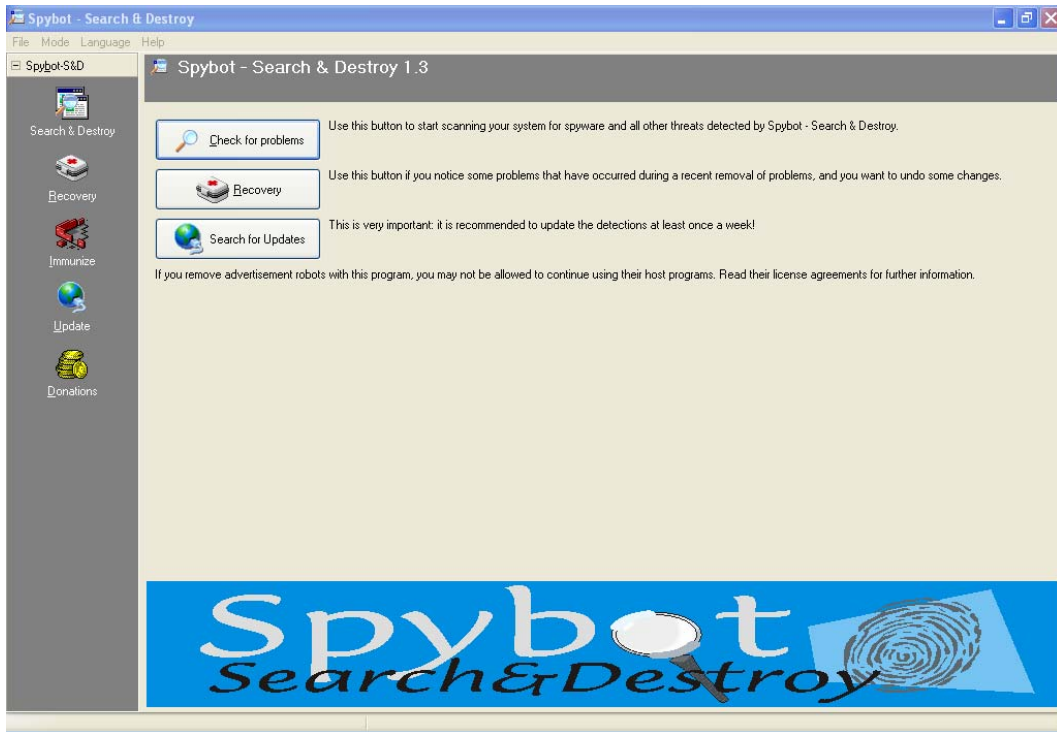 Spybot - Search & Destroy
File Mode Language Help
Spybot-S&D
Search & Destroy
Recovery
Immunize
Update
Donations
Spybot - Search & Destroy 1.3
Check for problems
Use this button to start scanning your system for spyware and all other threats detected by Spybot - Search & Destroy.
Recovery
Use this button if you notice some problems that have occurred during a recent removal of problems, and you want to undo some changes.
Search for Updates
This is very important: it is recommended to update the detections at least once a week!
If you remove advertisement robots with this program, you may not be allowed to continue using their host programs. Read their license agreements for further information.
Spybot
Search&Destroy